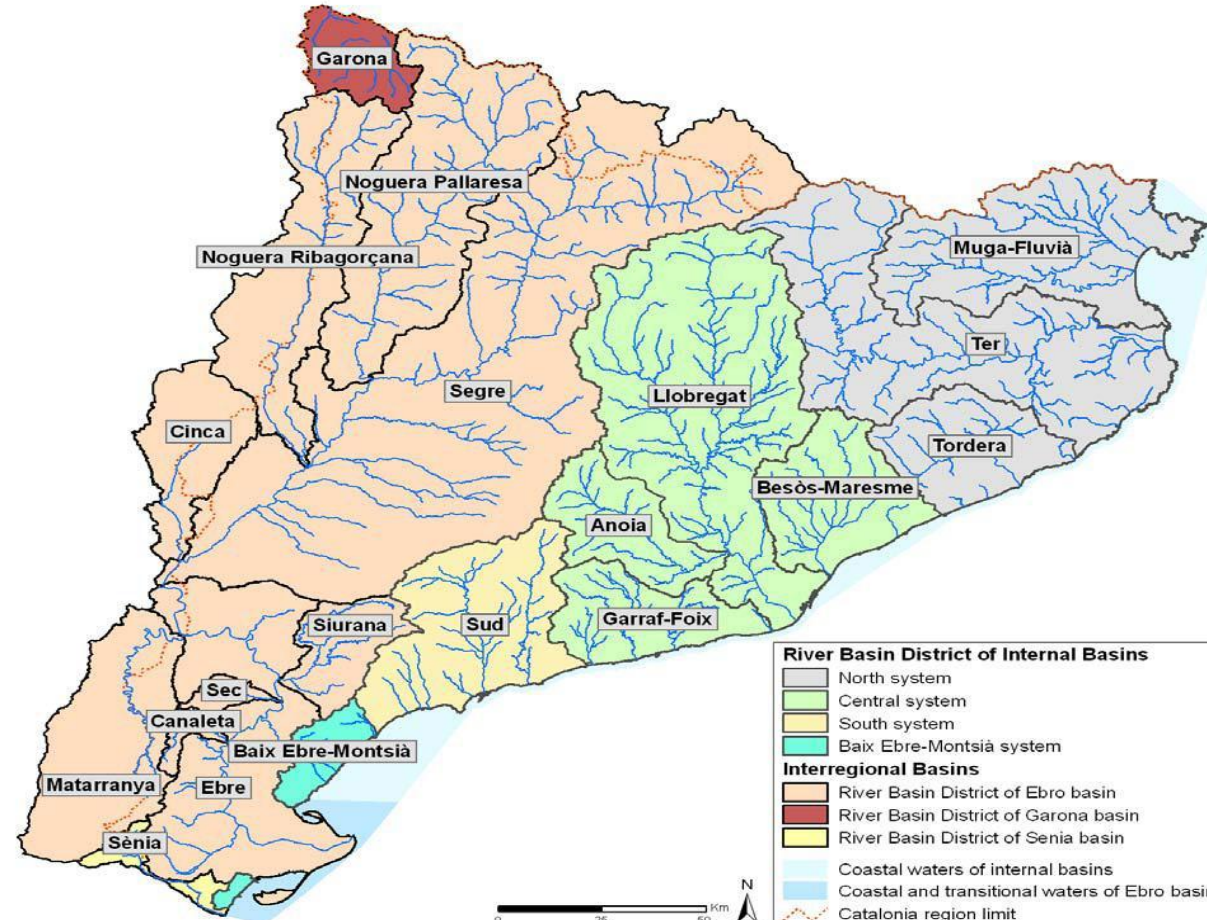 Garona
Noguera Pallaresa
Muga-Fluvià
Noguera Ribagorçana
Ter
Segre
Llobregat
Cinca
Tordera
Besòs-Maresme
Anoia
Siurana
Sud
Garraf-Foix
Sec
Canaleta
Baix Ebre-Montsià
Matarranya
Ebre
Sènia
River Basin District of Internal Basins
North system
Central system
South system
Baix Ebre-Montsià system
Interregional Basins
River Basin District of Ebro basin
River Basin District of Garona basin
River Basin District of Senia basin
Coastal waters of internal basins
Coastal and transitional waters of Ebro basin
Catalonia region limit
N
Km
0 25 50